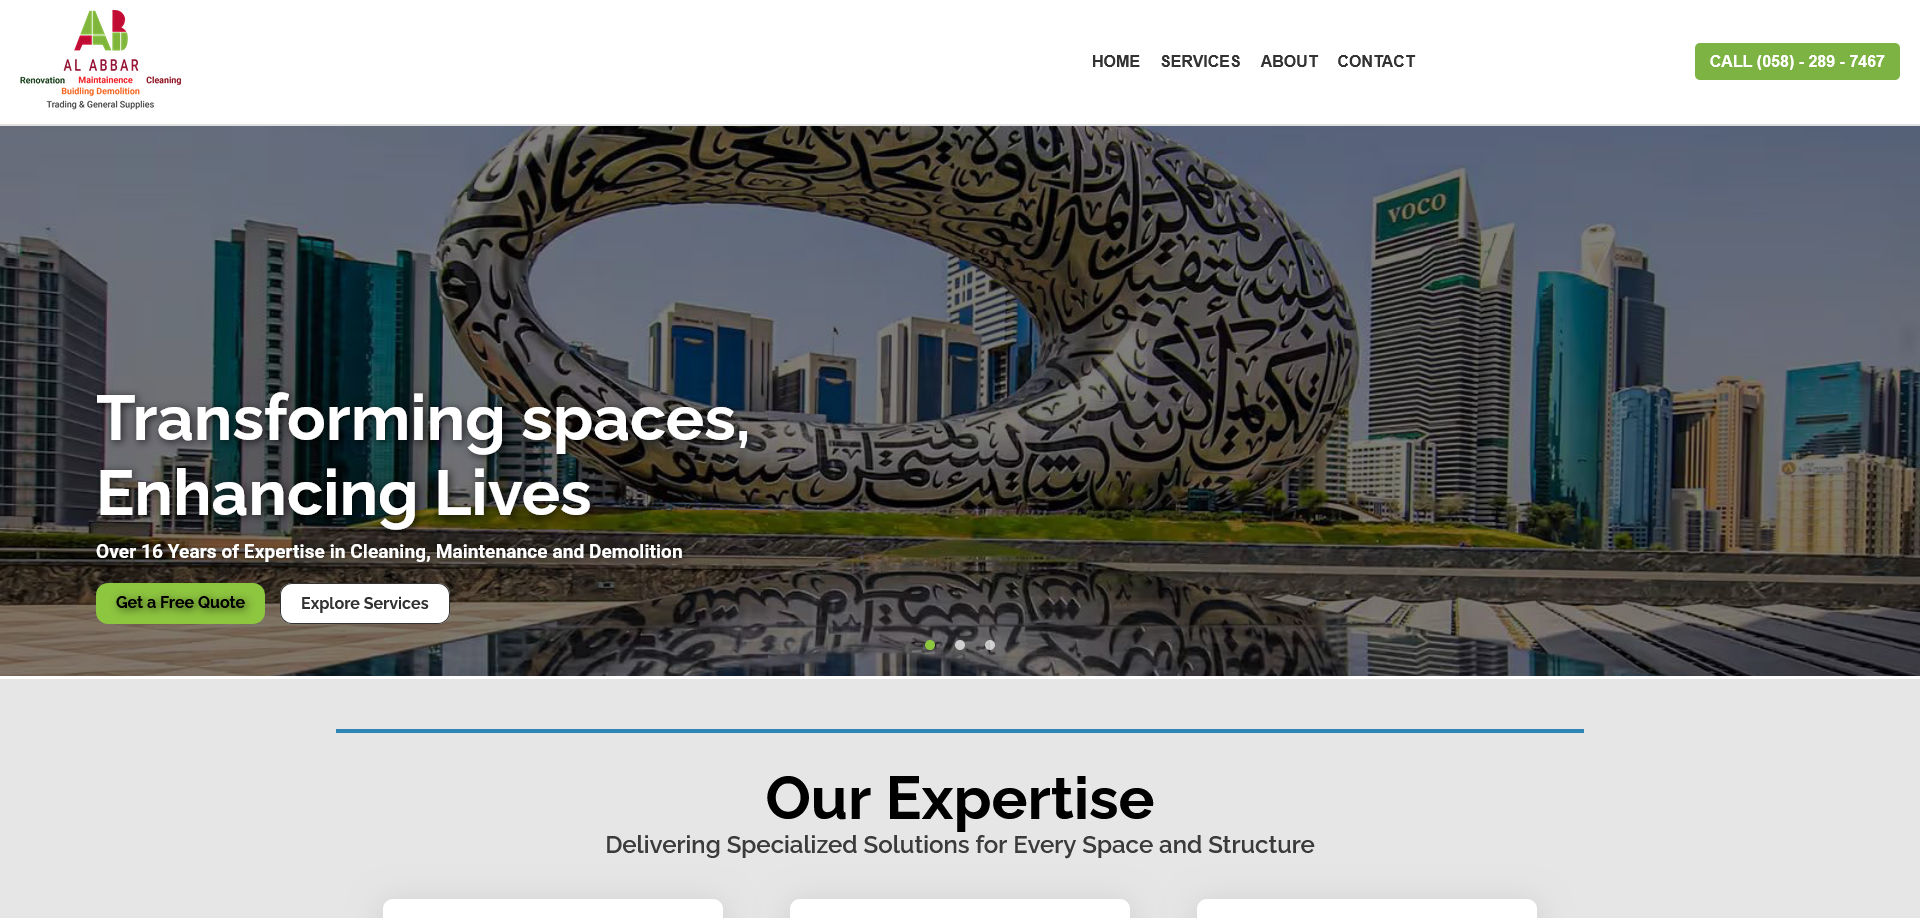 AL ABBAR
Renovation Maintainence Cleaning
Buidling Demolition
Trading & General Supplies
HOME SERVICES ABOUT CONTACT
CALL (058) - 289 - 7467
VOCO
Transforming spaces,
Enhancing Lives
Over 16 Years of Expertise in Cleaning, Maintenance and Demolition
Get a Free Quote
Explore Services
Our Expertise
Delivering Specialized Solutions for Every Space and Structure